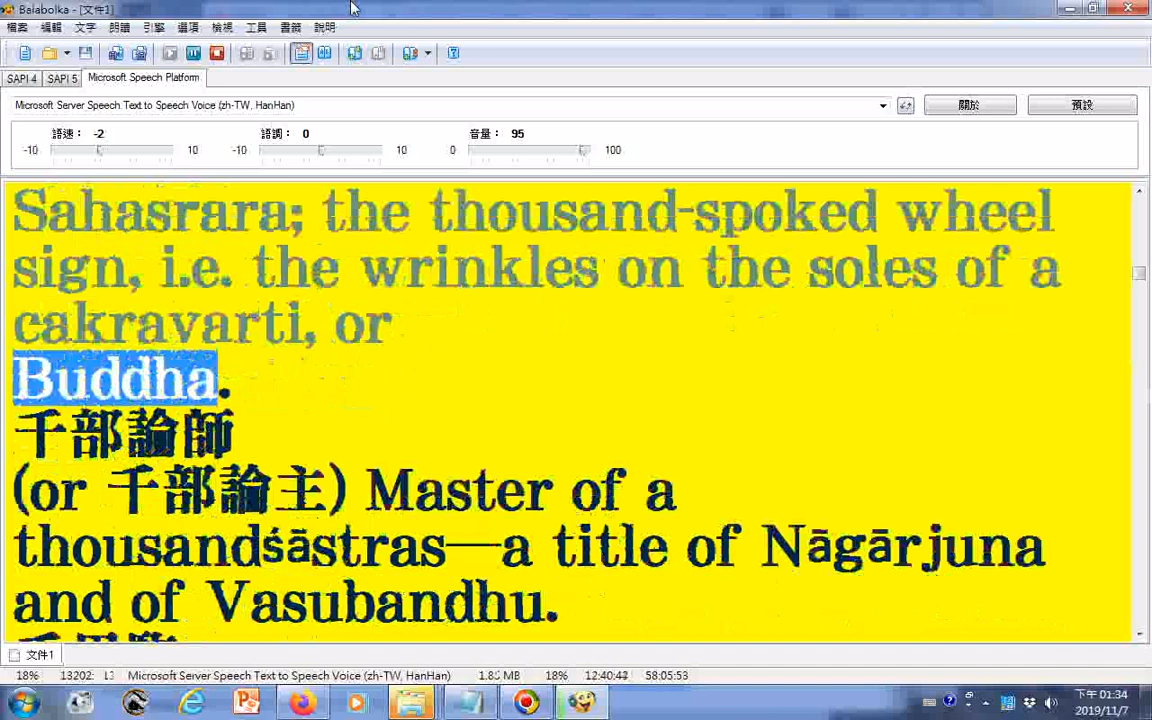 Balabolka - [文件1]
檔案 編輯 文字 朗讀 引擎 選項 檢視 工具 書籤 說明
SAPI 4 SAPI 5 Microsoft Speech Platform
Microsoft Server Speech Text to Speech Voice (zh-TW, HanHan) 關於 預設
語速： -2 語調： 0 音量： 95
-10 10 -10 10 0 100
Sahasrara; the thousand-spoked wheel
sign, i.e. the wrinkles on the soles of a
cakravarti, or
Buddha.
千部論師
(or 千部論主) Master of a
thousandśāstras—a title of Nāgārjuna
and of Vasubandhu.
文件1
18% 13202: Microsoft Server Speech Text to Speech Voice (zh-TW, HanHan) 18% 12:40:42 58:05:53
下午 01:34
2019/11/7